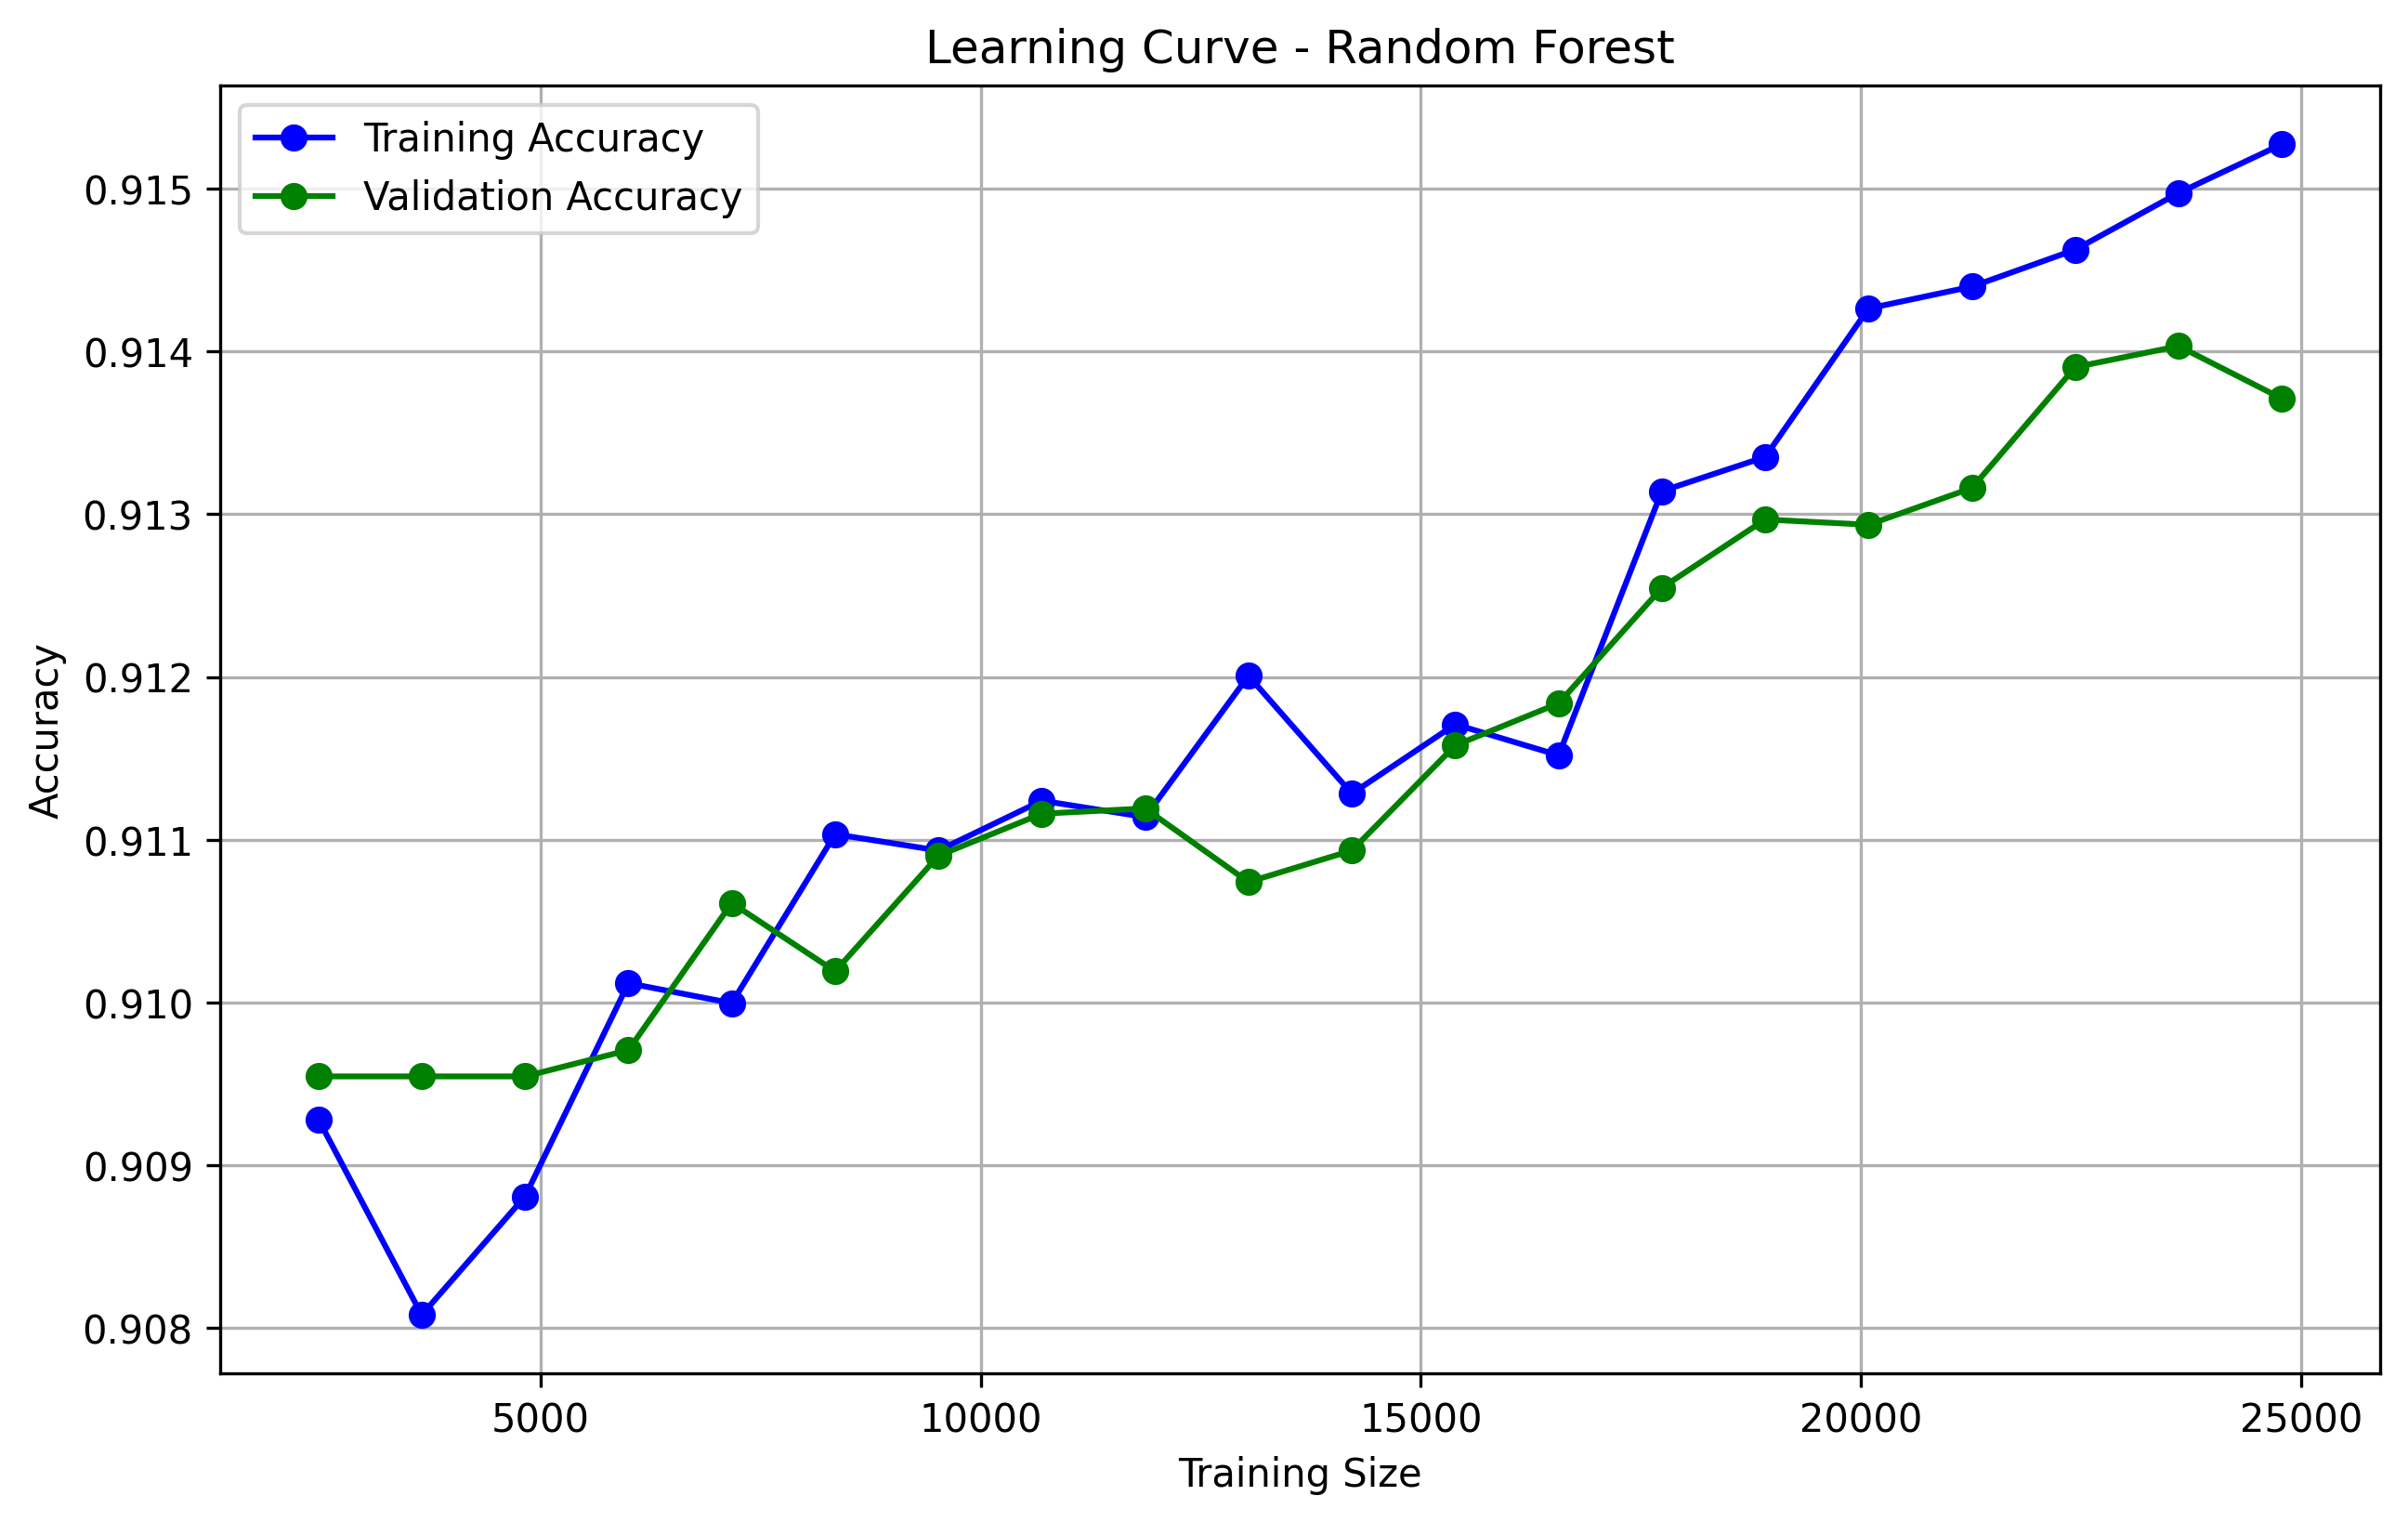 Learning Curve - Random Forest
Training Accuracy
Validation Accuracy
0.915
0.914
0.913
0.912
0.911
0.910
0.909
0.908
Accuracy
5000 10000 15000 20000 25000
Training Size